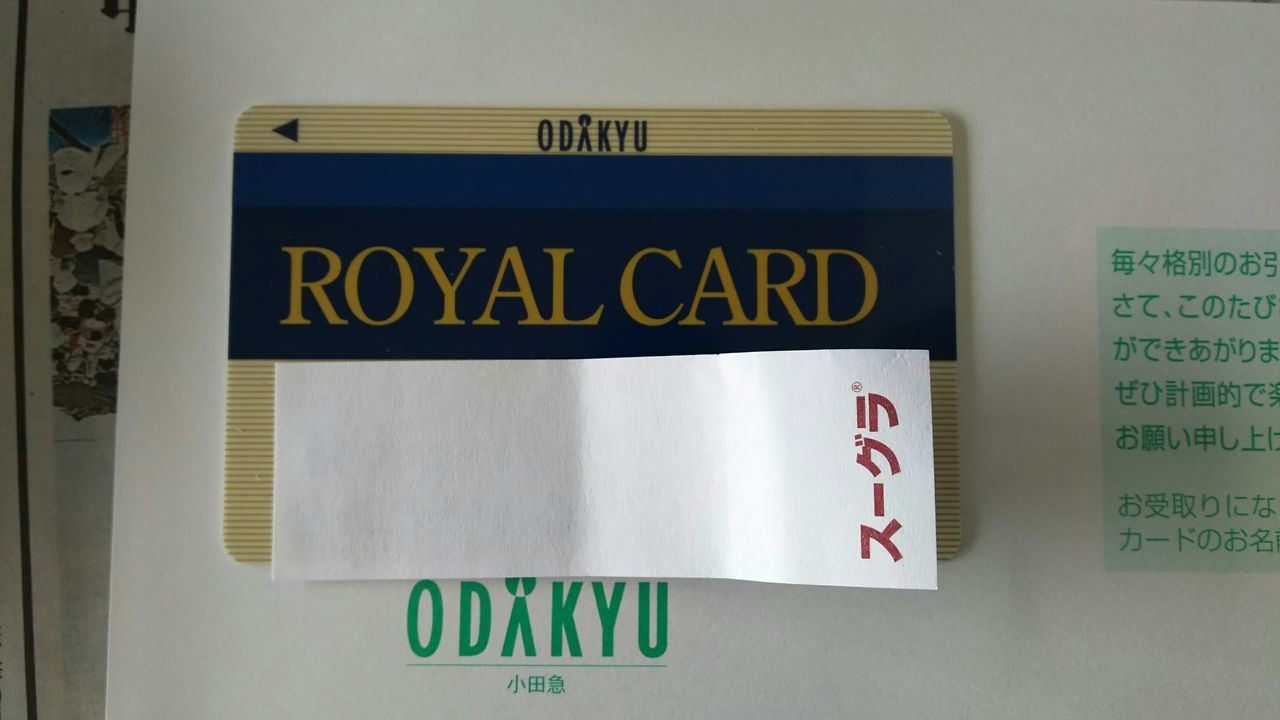 ODAKYU
ROYAL CARD
スーグラ®
ODAKYU
小田急
毎々格別のお引
さて、このたび
ができあがりま
ぜひ計画的で
お願い申し上げ
お受取りにな
カードのお名前